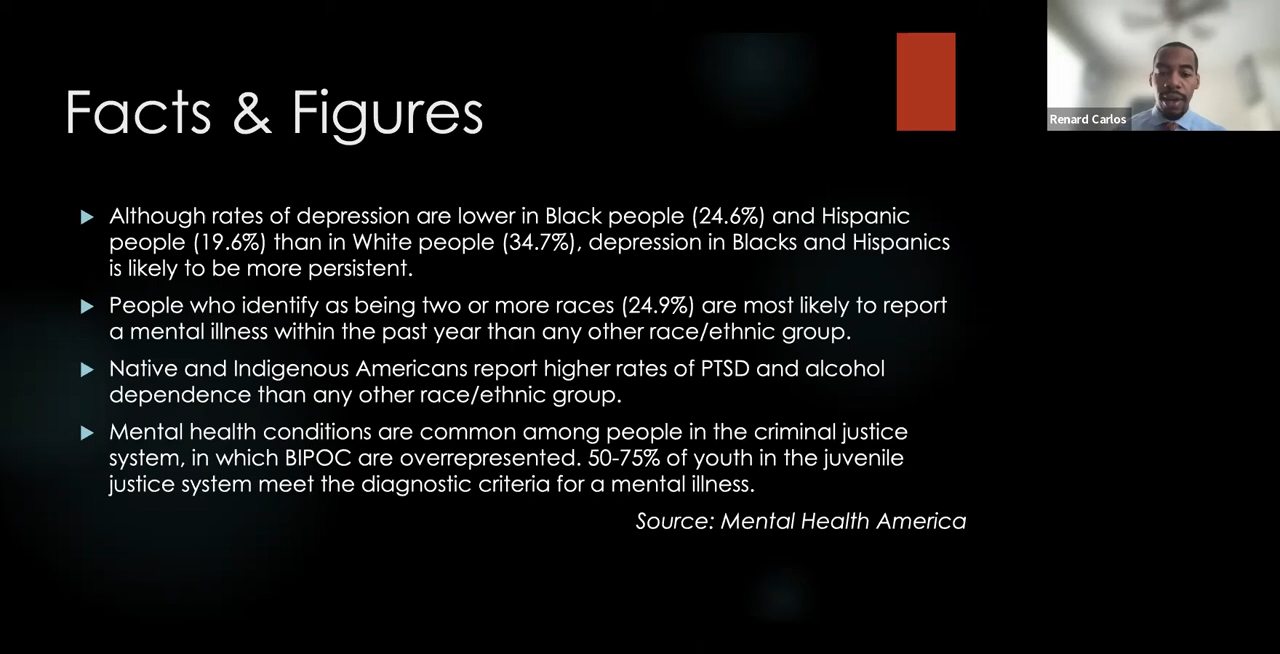 Facts & Figures
Renard Carlos
Although rates of depression are lower in Black people (24.6%) and Hispanic
people (19.6%) than in White people (34.7%), depression in Blacks and Hispanics
is likely to be more persistent.
People who identify as being two or more races (24.9%) are most likely to report
a mental illness within the past year than any other race/ethnic group.
Native and Indigenous Americans report higher rates of PTSD and alcohol
dependence than any other race/ethnic group.
Mental health conditions are common among people in the criminal justice
system, in which BIPOC are overrepresented. 50-75% of youth in the juvenile
justice system meet the diagnostic criteria for a mental illness.
Source: Mental Health America